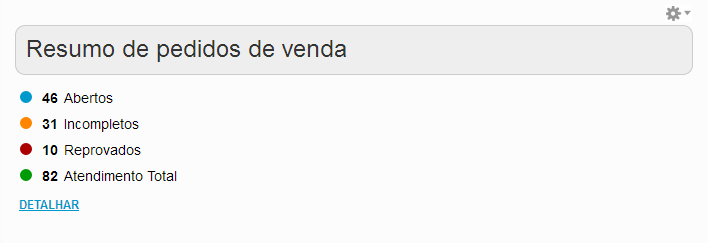 Resumo de pedidos de venda
46 Abertos
31 Incompletos
10 Reprovados
82 Atendimento Total
DETALHAR